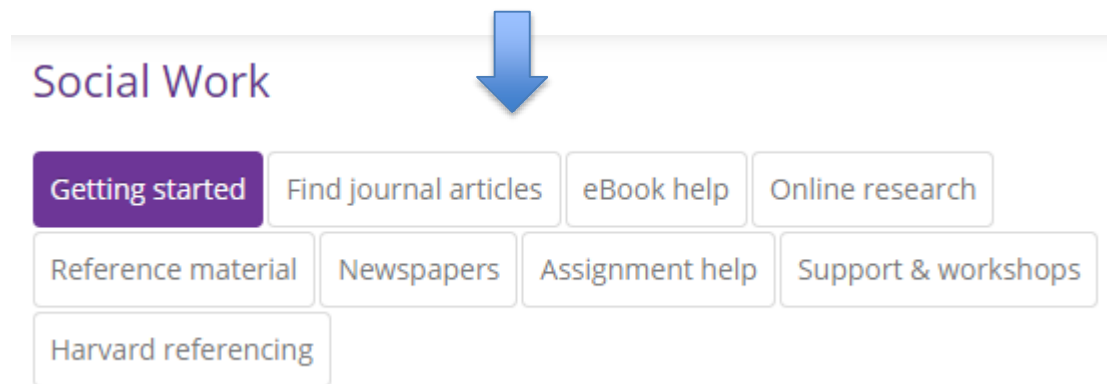 Social Work
Getting started Find journal articles eBook help Online research
Reference material Newspapers Assignment help Support & workshops
Harvard referencing